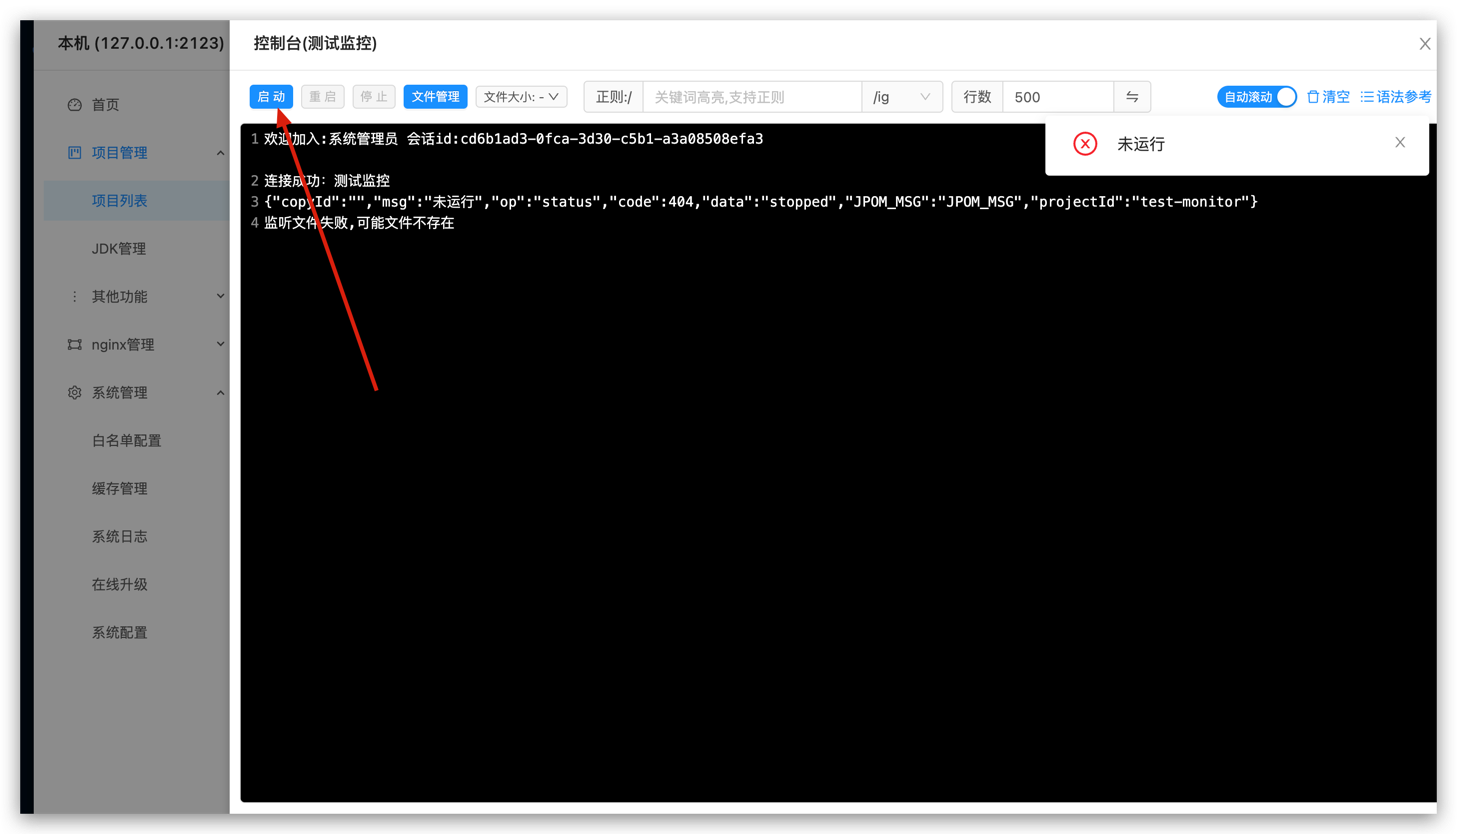 本机 (127.0.0.1:2123)
首页
项目管理
项目列表
JDK管理
其他功能
nginx管理
系统管理
白名单配置
缓存管理
系统日志
在线升级
系统配置
控制台(测试监控)
启动 重启 停止 文件管理 文件大小: - 正则:/ 关键词高亮,支持正则 /ig 行数 500 自动滚动 清空 语法参考
未运行
1 欢迎加入:系统管理员 会话id:cd6b1ad3-0fca-3d30-c5b1-a3a08508efa3
2 连接成功: 测试监控
3 {"copyId":"","msg":"未运行","op":"status","code":404,"data":"stopped","JPOM_MSG":"JPOM_MSG","projectId":"test-monitor"}
4 监听文件失败,可能文件不存在